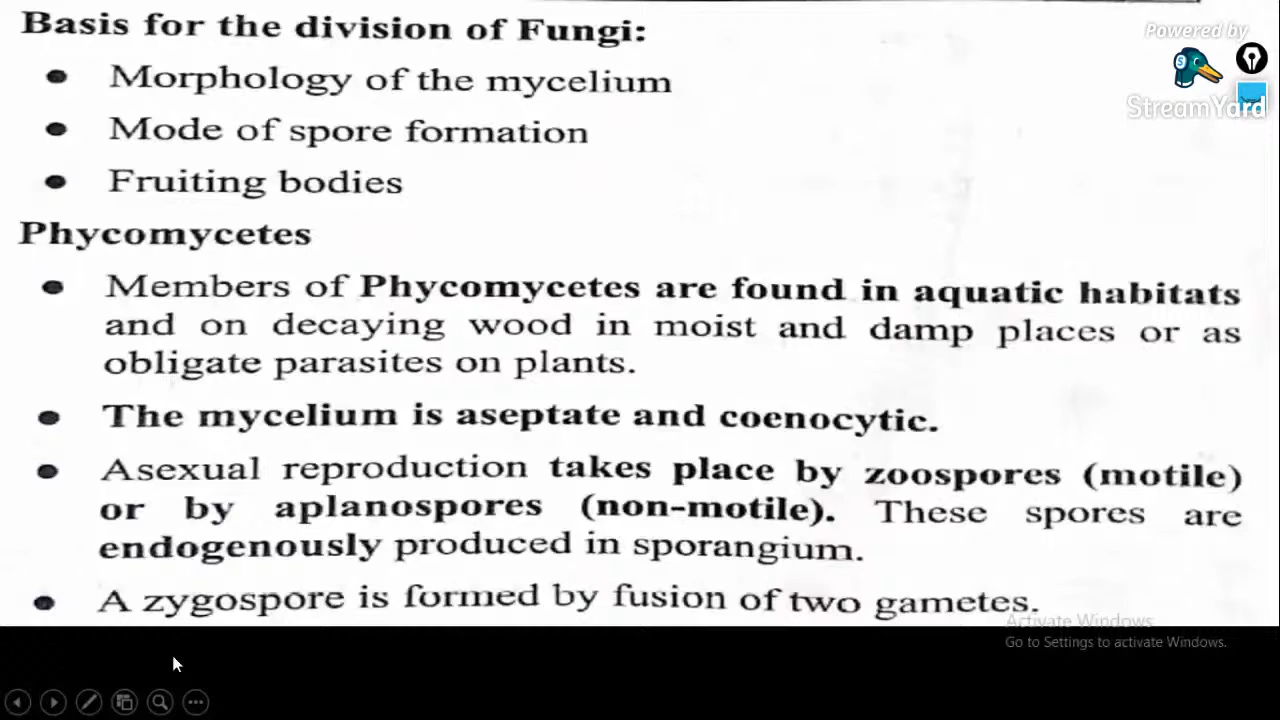 Basis for the division of Fungi:
• Morphology of the mycelium
• Mode of spore formation
• Fruiting bodies
Phycomycetes
• Members of Phycomycetes are found in aquatic habitats
and on decaying wood in moist and damp places or as
obligate parasites on plants.
• The mycelium is aseptate and coenocytic.
• Asexual reproduction takes place by zoospores (motile)
or by aplanospores (non-motile). These spores are
endogenously produced in sporangium.
• A zygospore is formed by fusion of two gametes.
Powered by
StreamYard
Activate Windows
Go to Settings to activate Windows.